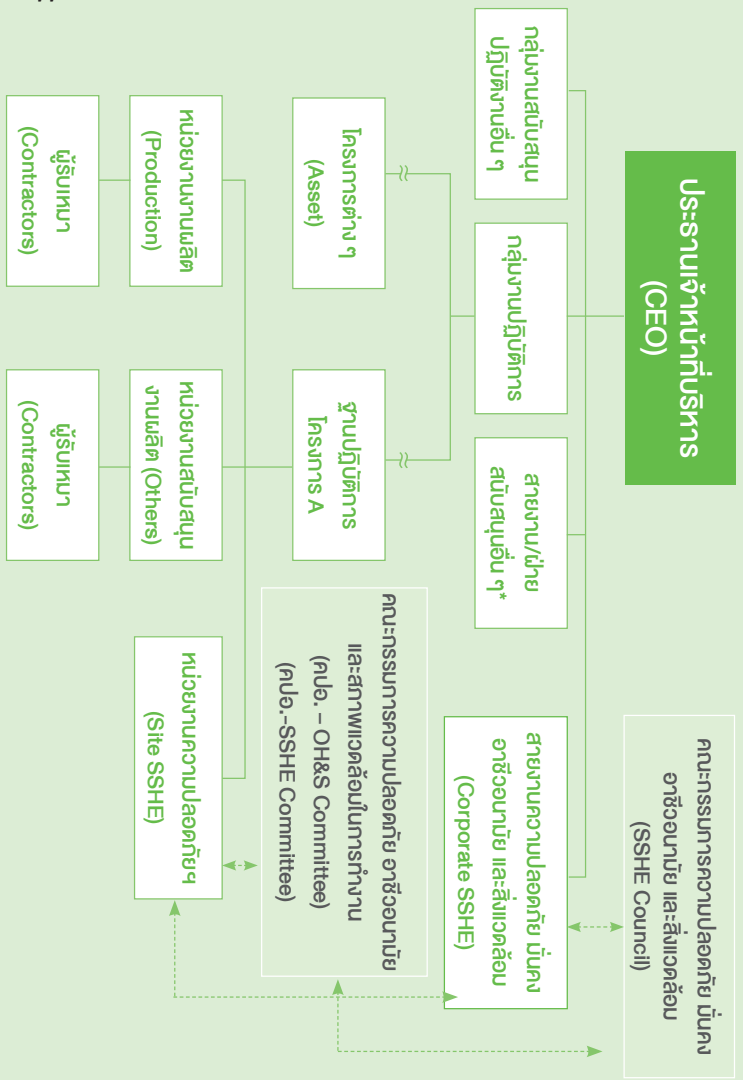 ประธานเจ้าหน้าที่บริหาร
(CEO)
คณะกรรมการความปลอดภัย มั่นคง
อาชีวอนามัย และสิ่งแวดล้อม
(SSHE Council)
กลุ่มงานสนับสนุน
ปฏิบัติงานอื่น ๆ
กลุ่มงานปฏิบัติการ
สายงาน/ฝ่าย
สนับสนุนอื่น ๆ*
สายงานความปลอดภัย มั่นคง
อาชีวอนามัย และสิ่งแวดล้อม
(Corporate SSHE)
โครงการต่าง ๆ
(Asset)
ฐานปฏิบัติการ
โครงการ A
คณะกรรมการความปลอดภัย อาชีวอนามัย
และสภาพแวดล้อมในการทำงาน
(คปอ. – OH&S Committee)
(คปอ.-SSHE Committee)
หน่วยงานงานผลิต
(Production)
หน่วยงานสนับสนุน
งานผลิต (Others)
หน่วยงานความปลอดภัยฯ
(Site SSHE)
ผู้รับเหมา
(Contractors)
ผู้รับเหมา
(Contractors)